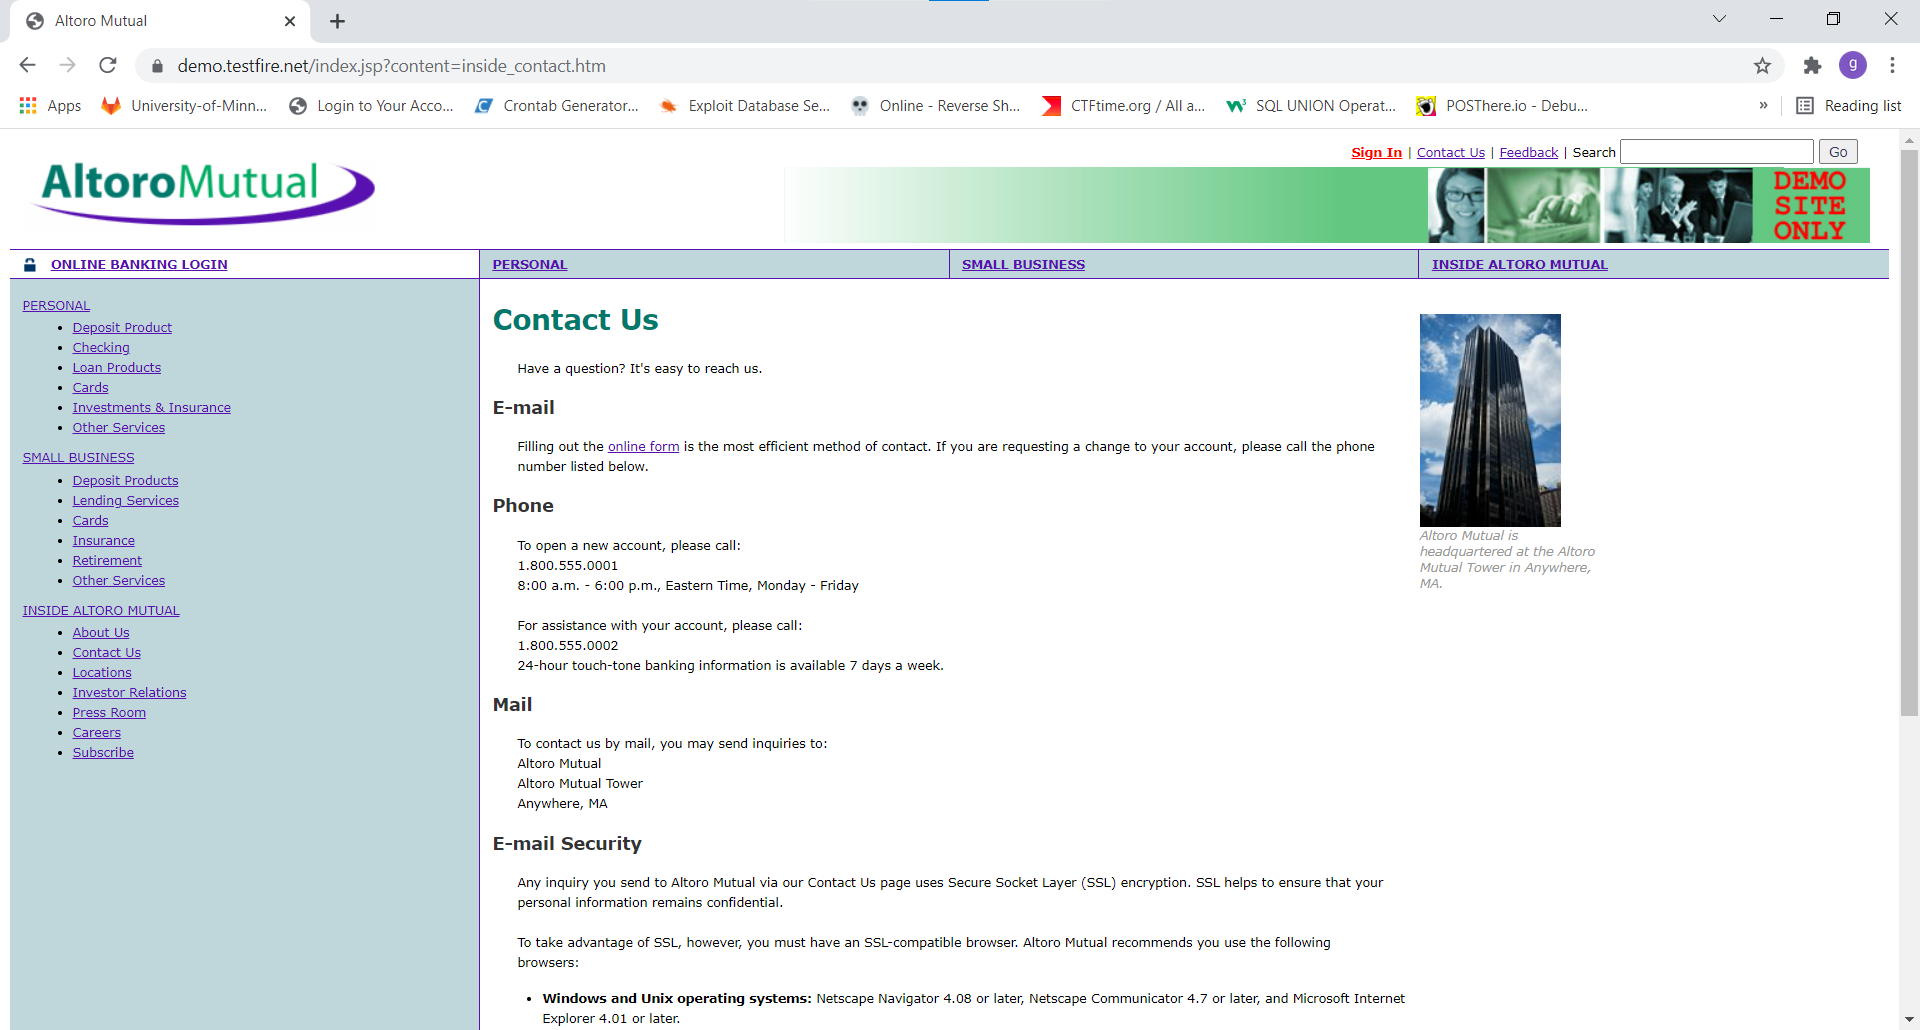 Altoro Mutual
demo.testfire.net/index.jsp?content=inside_contact.htm
g
Apps
University-of-Minn...
Login to Your Acco...
Crontab Generator...
Exploit Database Se...
Online - Reverse Sh...
CTFtime.org / All a...
SQL UNION Operat...
POSThere.io - Debu...
»
Reading list
Sign In | Contact Us | Feedback | Search
Go
AltoroMutual
DEMO
SITE
ONLY
ONLINE BANKING LOGIN
PERSONAL
SMALL BUSINESS
INSIDE ALTORO MUTUAL
PERSONAL
• Deposit Product
• Checking
• Loan Products
• Cards
• Investments & Insurance
• Other Services
SMALL BUSINESS
• Deposit Products
• Lending Services
• Cards
• Insurance
• Retirement
• Other Services
INSIDE ALTORO MUTUAL
• About Us
• Contact Us
• Locations
• Investor Relations
• Press Room
• Careers
• Subscribe
Contact Us
Have a question? It's easy to reach us.
E-mail
Filling out the online form is the most efficient method of contact. If you are requesting a change to your account, please call the phone
number listed below.
Phone
To open a new account, please call:
1.800.555.0001
8:00 a.m. - 6:00 p.m., Eastern Time, Monday - Friday
For assistance with your account, please call:
1.800.555.0002
24-hour touch-tone banking information is available 7 days a week.
Mail
To contact us by mail, you may send inquiries to:
Altoro Mutual
Altoro Mutual Tower
Anywhere, MA
E-mail Security
Any inquiry you send to Altoro Mutual via our Contact Us page uses Secure Socket Layer (SSL) encryption. SSL helps to ensure that your
personal information remains confidential.
To take advantage of SSL, however, you must have an SSL-compatible browser. Altoro Mutual recommends you use the following
browsers:
• Windows and Unix operating systems: Netscape Navigator 4.08 or later, Netscape Communicator 4.7 or later, and Microsoft Internet
Explorer 4.01 or later.
Altoro Mutual is
headquartered at the Altoro
Mutual Tower in Anywhere,
MA.